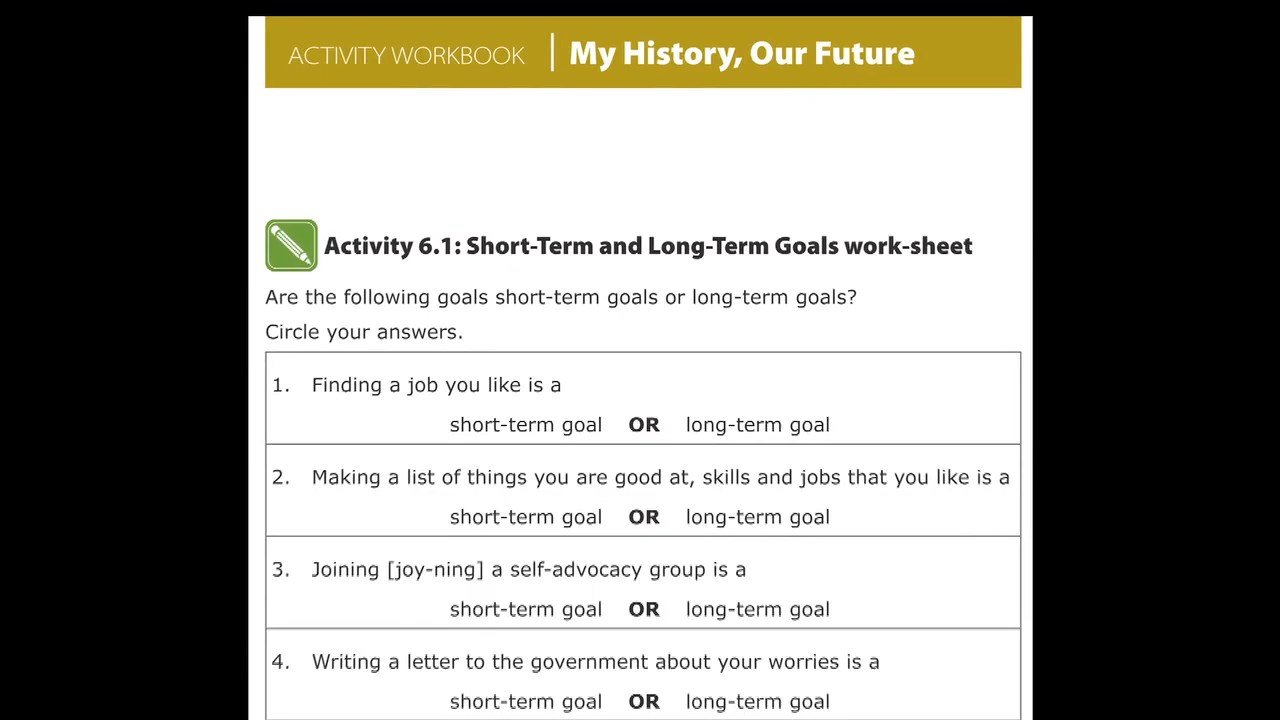 ACTIVITY WORKBOOK | My History, Our Future
Activity 6.1: Short-Term and Long-Term Goals work-sheet
Are the following goals short-term goals or long-term goals?
Circle your answers.
1. Finding a job you like is a
short-term goal OR long-term goal
2. Making a list of things you are good at, skills and jobs that you like is a
short-term goal OR long-term goal
3. Joining [joy-ning] a self-advocacy group is a
short-term goal OR long-term goal
4. Writing a letter to the government about your worries is a
short-term goal OR long-term goal